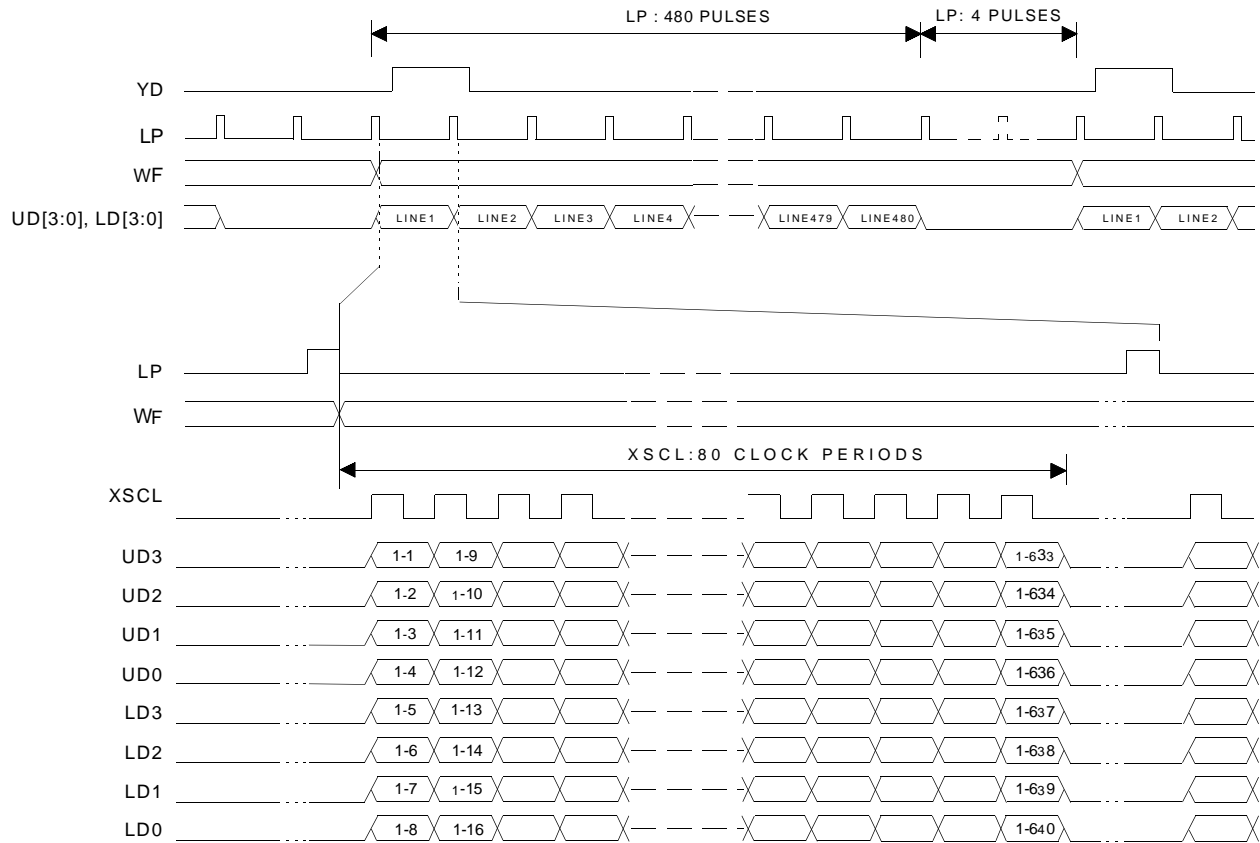 LP : 480 PULSES LP: 4 PULSES
YD
LP
WF
UD[3:0], LD[3:0] LINE1 LINE2 LINE3 LINE4 LINE479 LINE480 LINE1 LINE2
LP
WF
XSCL:80 CLOCK PERIODS
XSCL
UD3 1-1 1-9 1-633
UD2 1-2 1-10 1-634
UD1 1-3 1-11 1-635
UD0 1-4 1-12 1-636
LD3 1-5 1-13 1-637
LD2 1-6 1-14 1-638
LD1 1-7 1-15 1-639
LD0 1-8 1-16 1-640